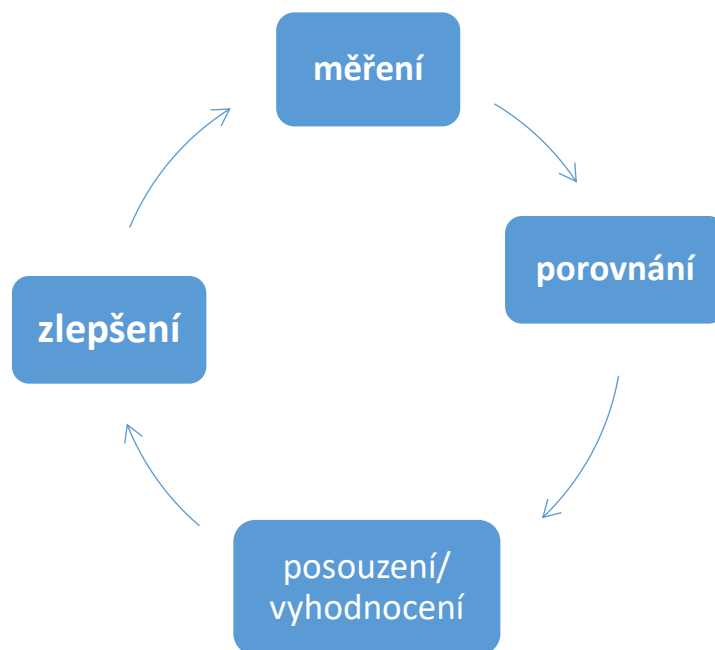 měření
porovnání
zlepšení
posouzení/
vyhodnocení